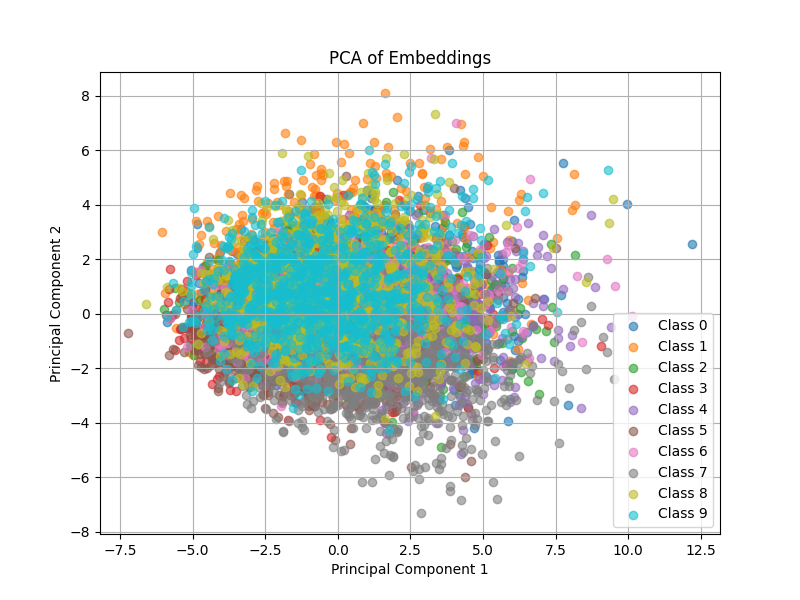 PCA of Embeddings
Principal Component 2
8
6
4
2
0
−2
−4
−6
−8
Class 0
Class 1
Class 2
Class 3
Class 4
Class 5
Class 6
Class 7
Class 8
Class 9
−7.5 −5.0 −2.5 0.0 2.5 5.0 7.5 10.0 12.5
Principal Component 1